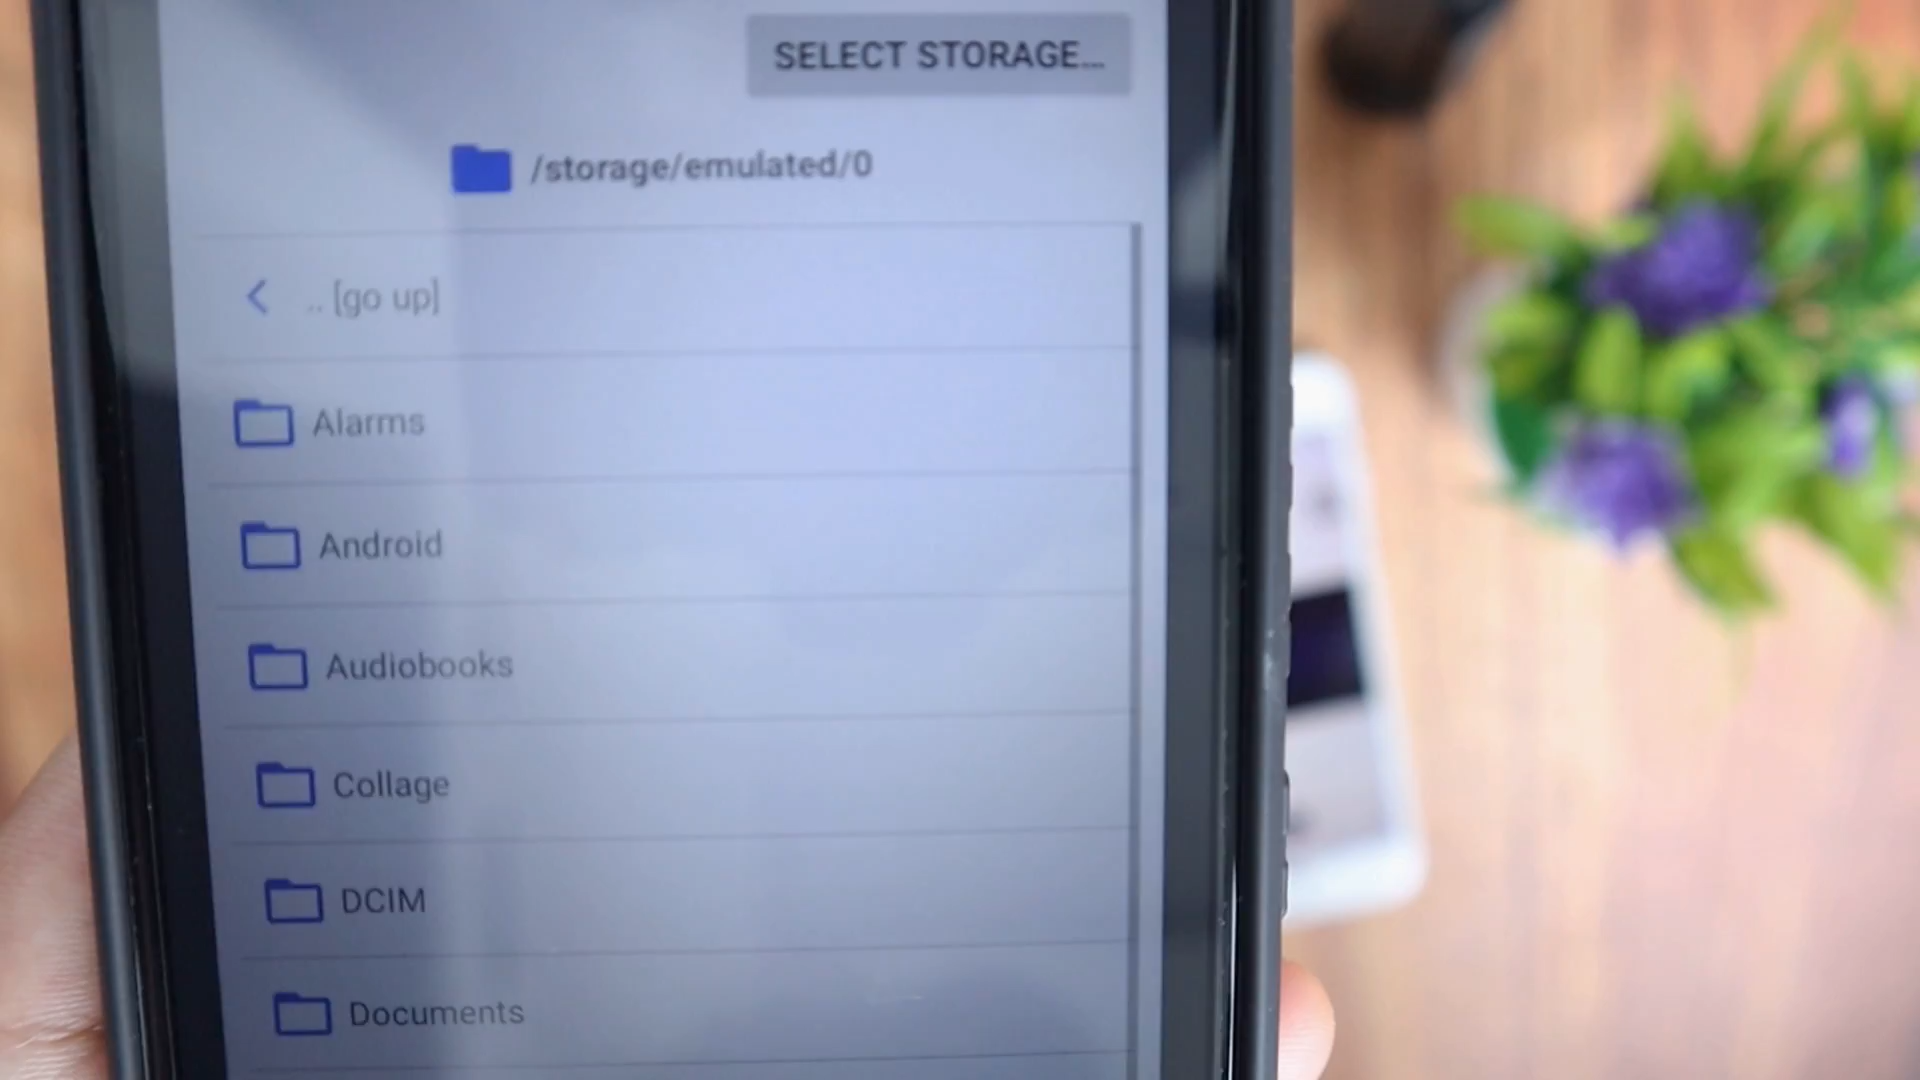 SELECT STORAGE...
/storage/emulated/0
.. [go up]
Alarms
Android
Audiobooks
Collage
DCIM
Documents